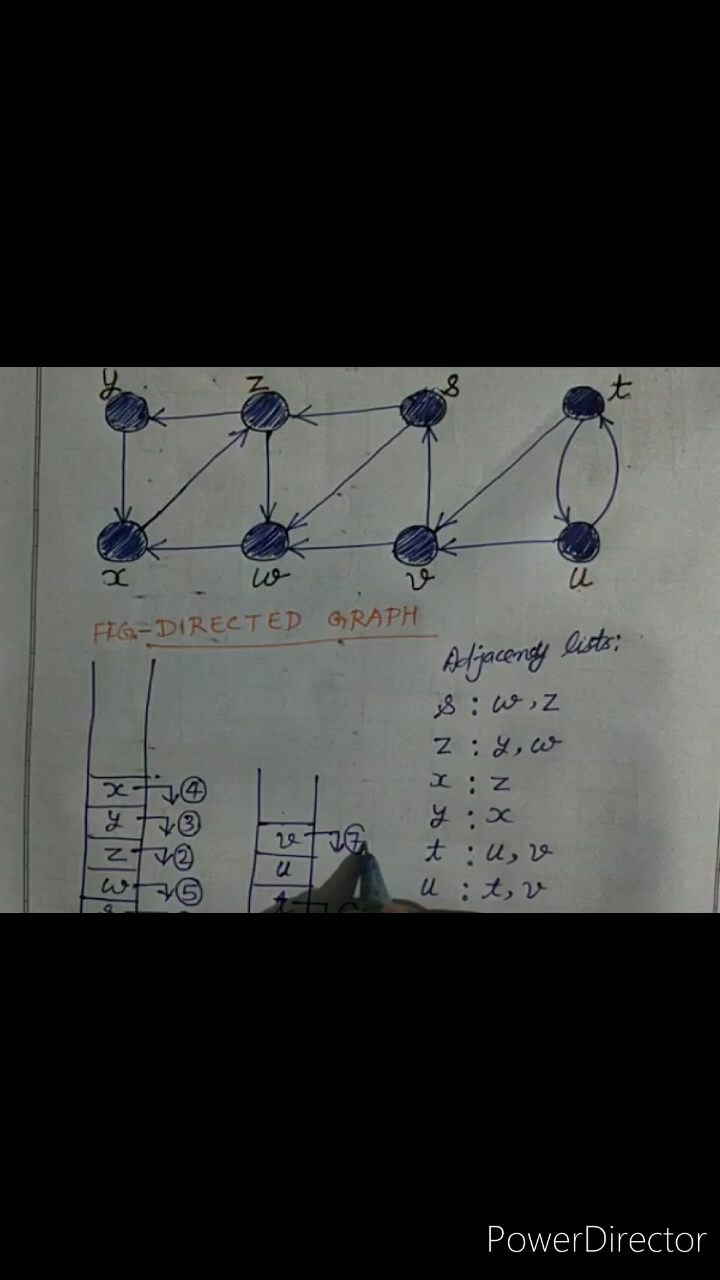 y z s t
x w v u
FIG.-DIRECTED GRAPH
Adjacency lists:
s : w, z
z : y, w
x : z
y : x
t : u, v
u : t, v
x 4
y 3
z 2
w 5
v 7
u
t
PowerDirector